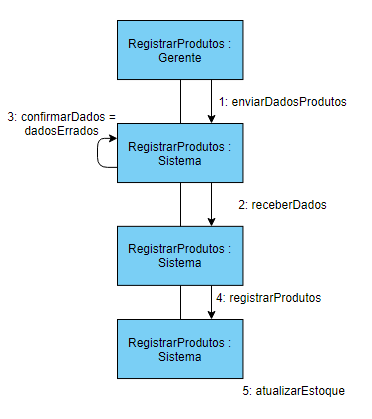 RegistrarProdutos :
Gerente
1: enviarDadosProdutos
3: confirmarDados =
dadosErrados
RegistrarProdutos :
Sistema
2: receberDados
RegistrarProdutos :
Sistema
4: registrarProdutos
RegistrarProdutos :
Sistema
5: atualizarEstoque